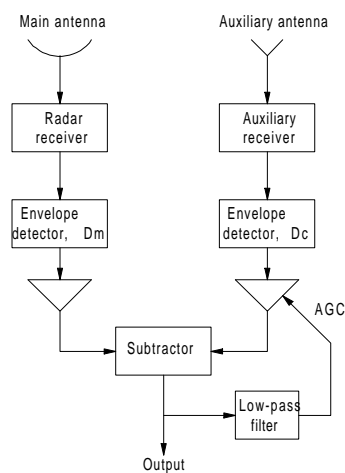 Main antenna
Auxiliary antenna
Radar
receiver
Auxiliary
receiver
Envelope
detector, Dm
Envelope
detector, Dc
AGC
Subtractor
Low-pass
filter
Output